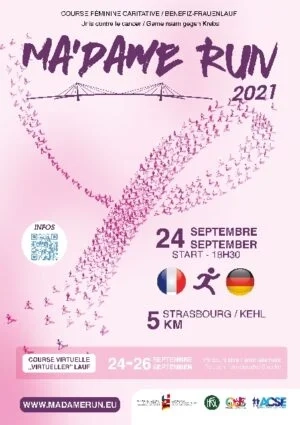 COURSE FÉMININE CARITATIVE / BENEFIZ-FRAUENLAUF
contre le cancer / Gemeinsam gegen Krebs
MA'DAME RUN
2021
INFOS
24 SEPTEMBRE
SEPTEMBER
START - 18H30
5 KM
STRASBOURG / KEHL
COURSE VIRTUELLE
„VIRTUELLER“ LAUF
24-26 SEPTEMBRE
SEPTEMBER
WWW.MADAMERUN.EU
#ACSE